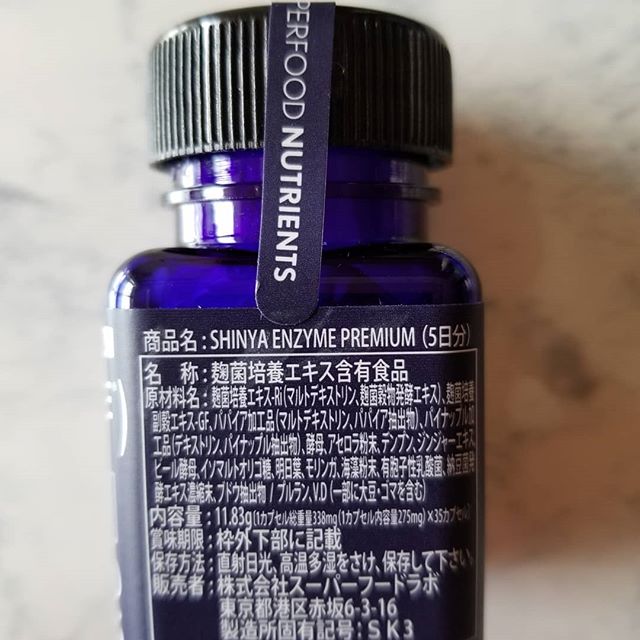 PERFOOD NUTRIENTS
商品名：SHINYA ENZYME PREMIUM（5日分）
名　称：麹菌培養エキス含有食品
原材料名：麹菌培養エキス-Ri（マルトデキストリン、麹菌穀物発酵エキス）、麹菌培養
副穀エキス-GF、パパイア加工品（マルトデキストリン、パパイア抽出物）、パイナップル加
工品（デキストリン、パイナップル抽出物）、酵母、アセロラ粉末、デンプン、ジンジャーエキス、
ビール酵母、イソマルトオリゴ糖、明日葉、モリンガ、海藻粉末、有胞子性乳酸菌、納豆菌発
酵エキス濃縮末、ブドウ抽出物 / プルラン、V.D（一部に大豆・ゴマを含む）
内容量：11.83g（1カプセル総重量338mg（1カプセル内容量275mg）×35カプセル）
賞味期限：枠外下部に記載
保存方法：直射日光、高温多湿をさけ、保存して下さい。
販売者：株式会社スーパーフードラボ
東京都港区赤坂6-3-16
製造所固有記号：SK3